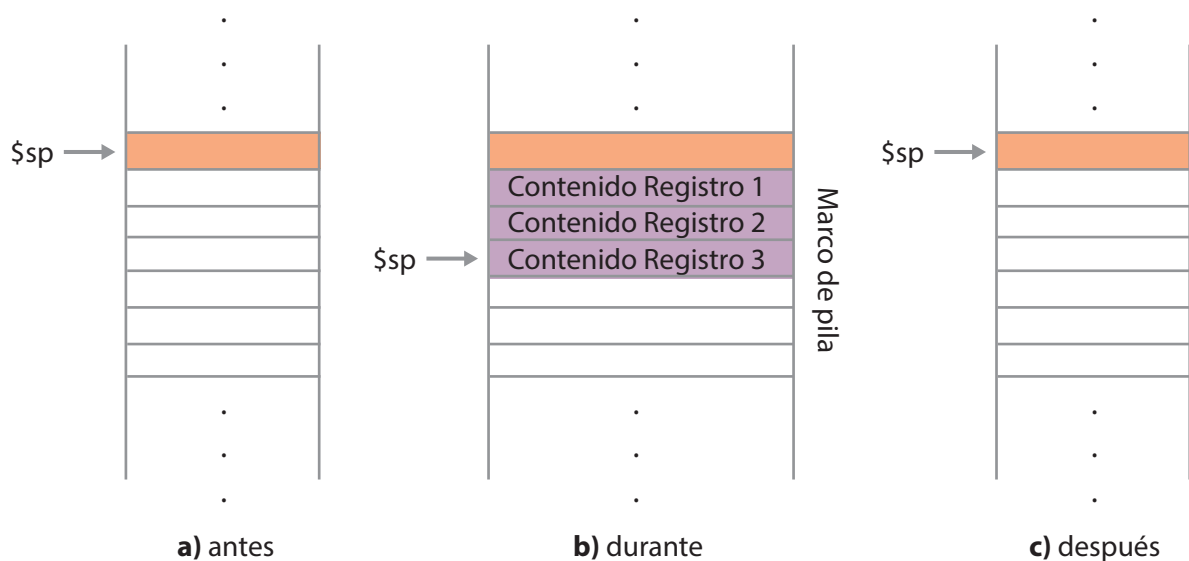 $sp
Contenido Registro 1
Contenido Registro 2
$sp
Contenido Registro 3
Marco de pila
$sp
a) antes
b) durante
c) después